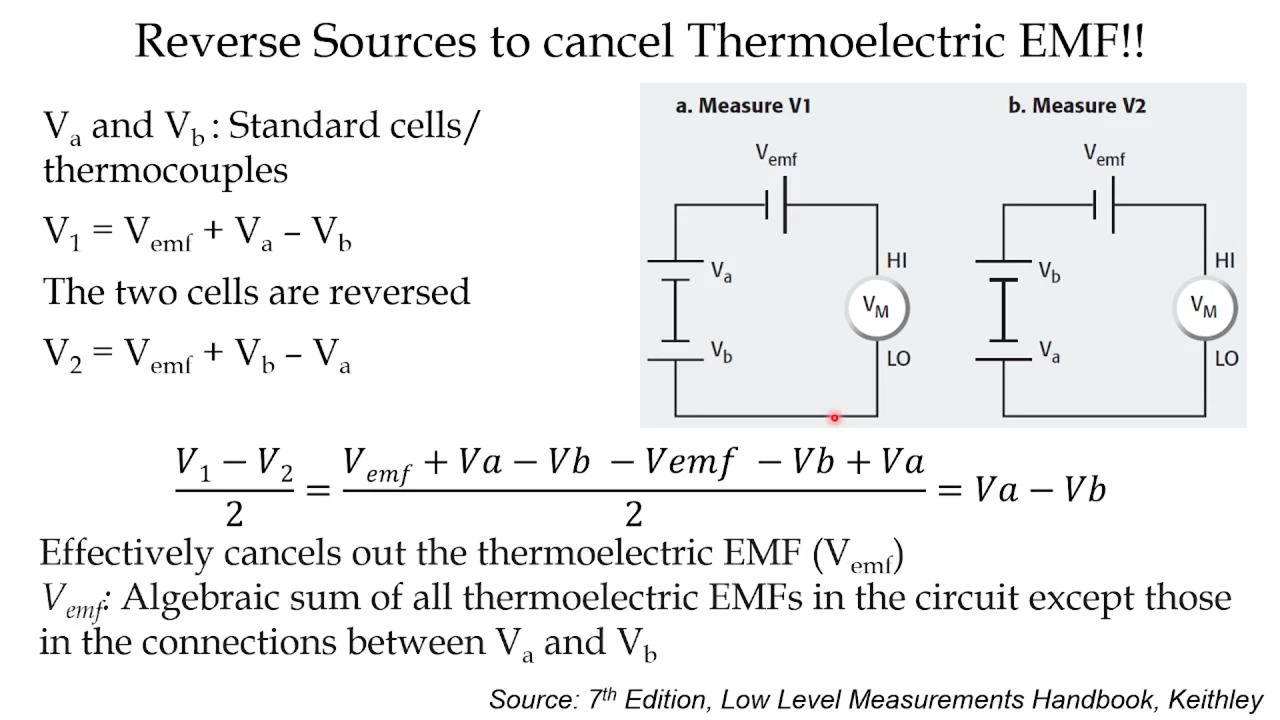 Reverse Sources to cancel Thermoelectric EMF!!
Va and Vb : Standard cells/
thermocouples
V1 = Vemf + Va – Vb
The two cells are reversed
V2 = Vemf + Vb – Va
a. Measure V1
Vemf
Va
Vb
HI
VM
LO
b. Measure V2
Vemf
Vb
Va
HI
VM
LO
(V1 − V2)/2 = (Vemf + Va − Vb − Vemf − Vb + Va)/2 = Va − Vb
Effectively cancels out the thermoelectric EMF (Vemf)
Vemf: Algebraic sum of all thermoelectric EMFs in the circuit except those
in the connections between Va and Vb
Source: 7th Edition, Low Level Measurements Handbook, Keithley